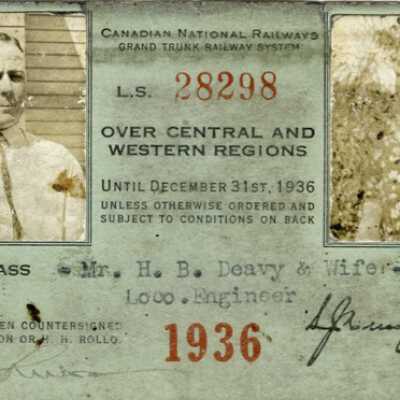 CANADIAN NATIONAL RAILWAYS
GRAND TRUNK RAILWAY SYSTEM
L.S. 28298
OVER CENTRAL AND
WESTERN REGIONS
UNTIL DECEMBER 31ST, 1936
UNLESS OTHERWISE ORDERED AND
SUBJECT TO CONDITIONS ON BACK
ASS - Mr. H. B. Deavy & Wife-
Loco. Engineer
EN COUNTERSIGNED
ON OR H. H. ROLLO.
1936